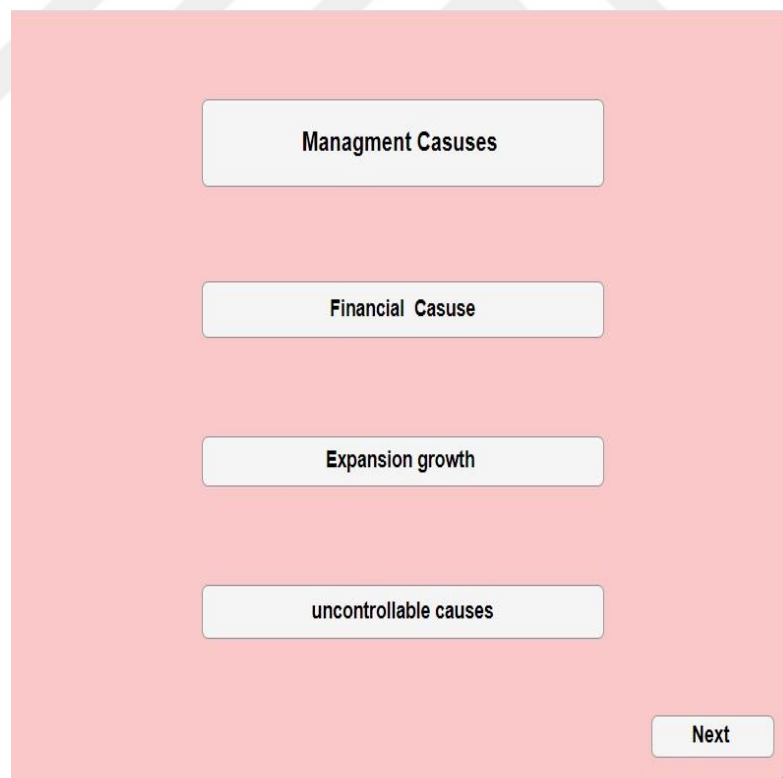 Managment Casuses
Financial Casuse
Expansion growth
uncontrollable causes
Next